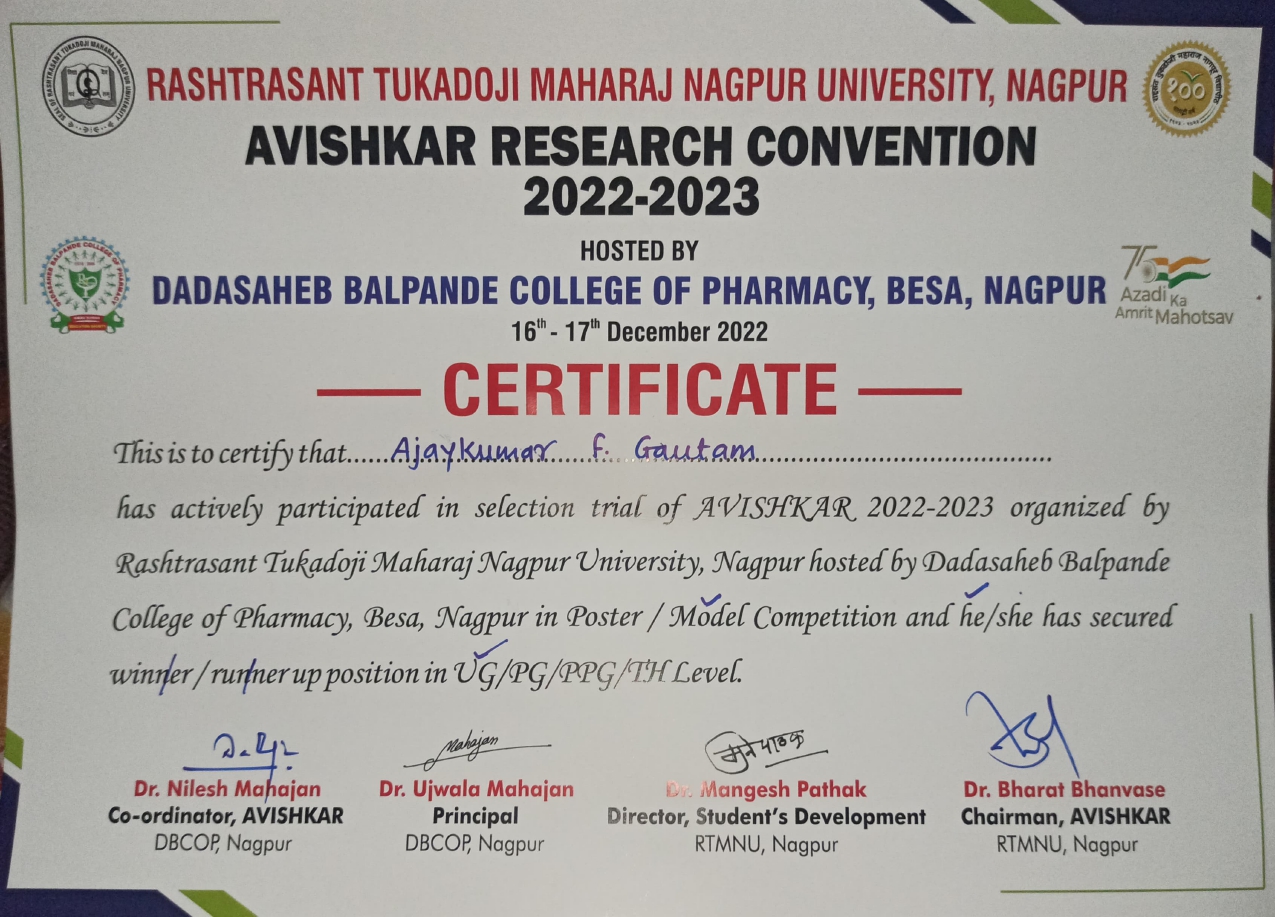 RASHTRASANT TUKADOJI MAHARAJ NAGPUR UNIVERSITY, NAGPUR
AVISHKAR RESEARCH CONVENTION
2022-2023
HOSTED BY
DADASAHEB BALPANDE COLLEGE OF PHARMACY, BESA, NAGPUR
75
Azadi Ka
Amrit Mahotsav
16th - 17th December 2022
CERTIFICATE
This is to certify that......Ajaykumar F. Gautam......
has actively participated in selection trial of AVISHKAR 2022-2023 organized by
Rashtrasant Tukadoji Maharaj Nagpur University, Nagpur hosted by Dadasaheb Balpande
College of Pharmacy, Besa, Nagpur in Poster / Model Competition and he/she has secured
winner / runner up position in UG/PG/PPG/TH Level.
Mahajan
Dr. Nilesh Mahajan
Co-ordinator, AVISHKAR
DBCOP, Nagpur
Dr. Ujwala Mahajan
Principal
DBCOP, Nagpur
Dr. Mangesh Pathak
Director, Student's Development
RTMNU, Nagpur
Dr. Bharat Bhanvase
Chairman, AVISHKAR
RTMNU, Nagpur